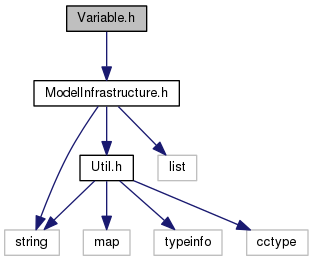 Variable.h
ModelInfrastructure.h
Util.h
list
string
map
typeinfo
cctype